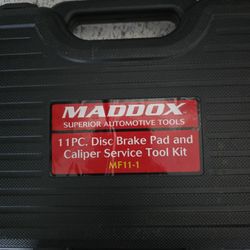 MADDOX
SUPERIOR AUTOMOTIVE TOOLS
11PC. Disc Brake Pad and
Caliper Service Tool Kit
MF11-1